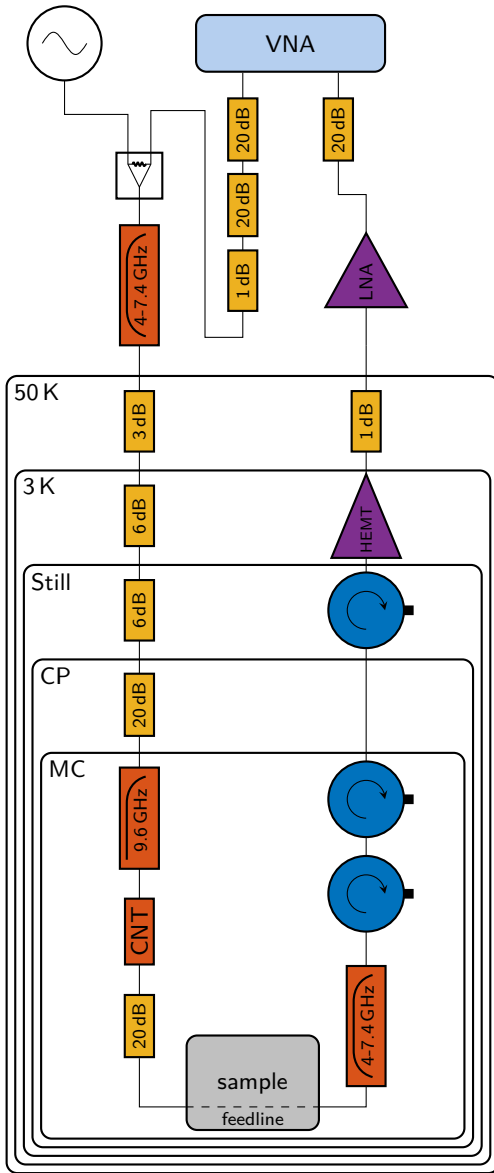 VNA
20 dB
20 dB
20 dB
1 dB
4–7.4 GHz
LNA
50 K
3 dB
1 dB
3 K
6 dB
HEMT
Still
6 dB
CP
20 dB
MC
9.6 GHz
CNT
20 dB
4–7.4 GHz
sample
feedline